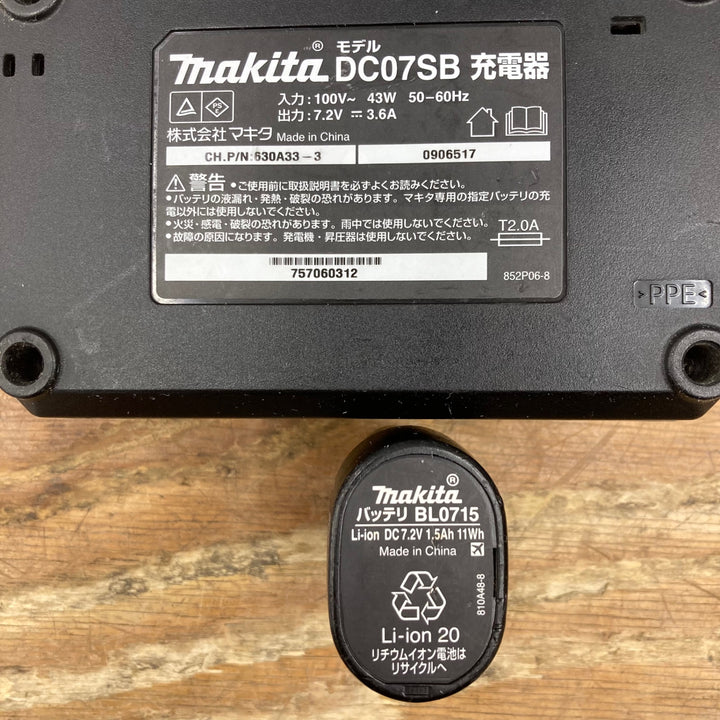 モデル
makita® DC07SB 充電器
入力:100V~ 43W 50-60Hz
出力:7.2V ⎓ 3.6A
PS
E
株式会社マキタ Made in China
CH.P/N:630A33-3 0906517
警告 •ご使用前に取扱説明書を必ずよくお読みください。
•バッテリの液漏れ・発熱・破裂の恐れがあります。マキタ専用の指定バッテリの充
電以外には使用しないでください。
•火災・感電・破裂の恐れがあります。雨中では使用しないでください。
•故障の原因になります。発電機・昇圧器は使用しないでください。
T2.0A
757060312
852P06-8
>PPE<
makita®
バッテリ BL0715
Li-ion DC7.2V 1.5Ah 11Wh
Made in China
810A48-8
Li-ion 20
リチウムイオン電池は
リサイクルへ